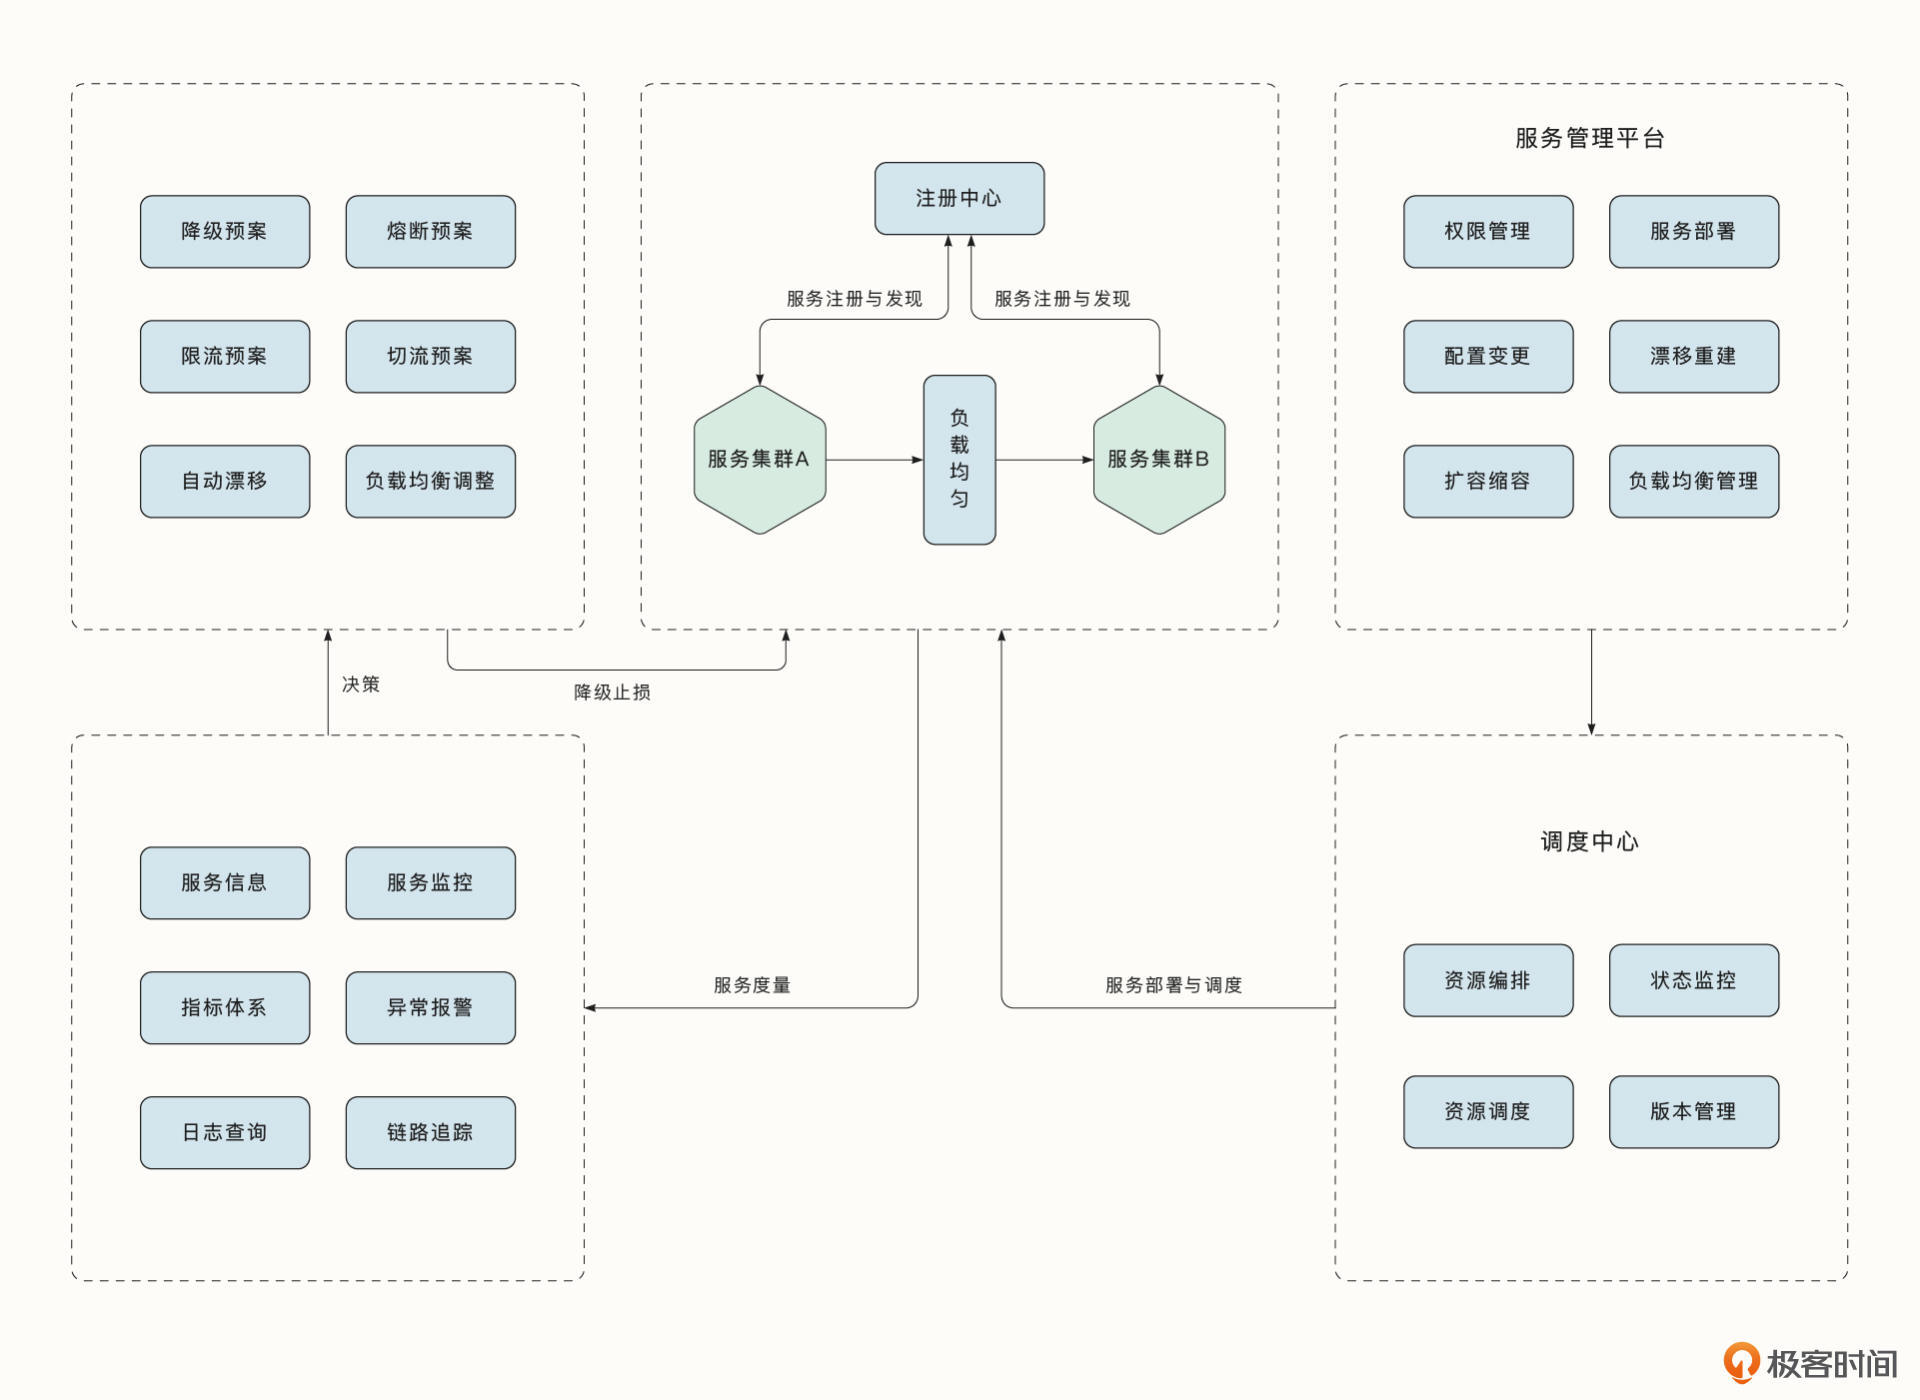 降级预案
熔断预案
限流预案
切流预案
自动漂移
负载均衡调整
注册中心
服务注册与发现
服务注册与发现
服务集群A
负载均匀
服务集群B
服务管理平台
权限管理
服务部署
配置变更
漂移重建
扩容缩容
负载均衡管理
决策
降级止损
服务信息
服务监控
指标体系
异常报警
日志查询
链路追踪
服务度量
服务部署与调度
调度中心
资源编排
状态监控
资源调度
版本管理
极客时间